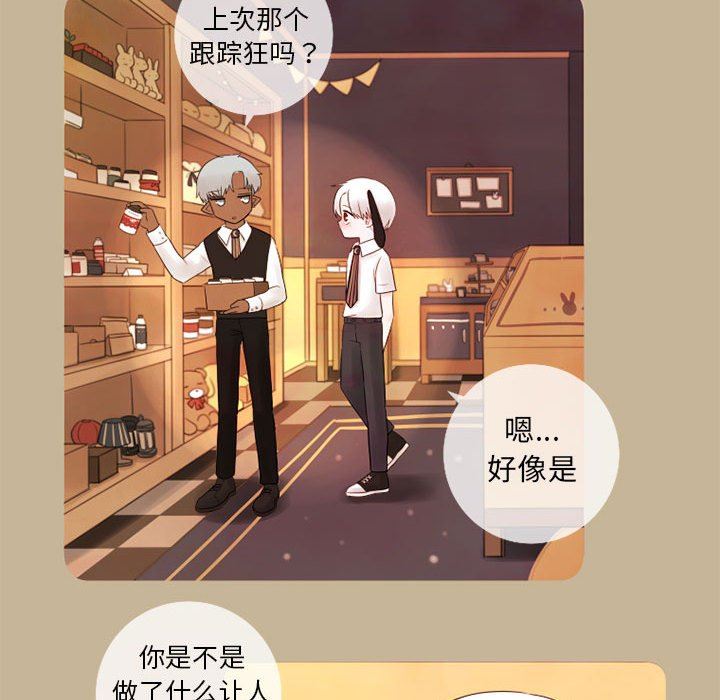 上次那个
跟踪狂吗？
嗯…
好像是
你是不是
做了什么让人